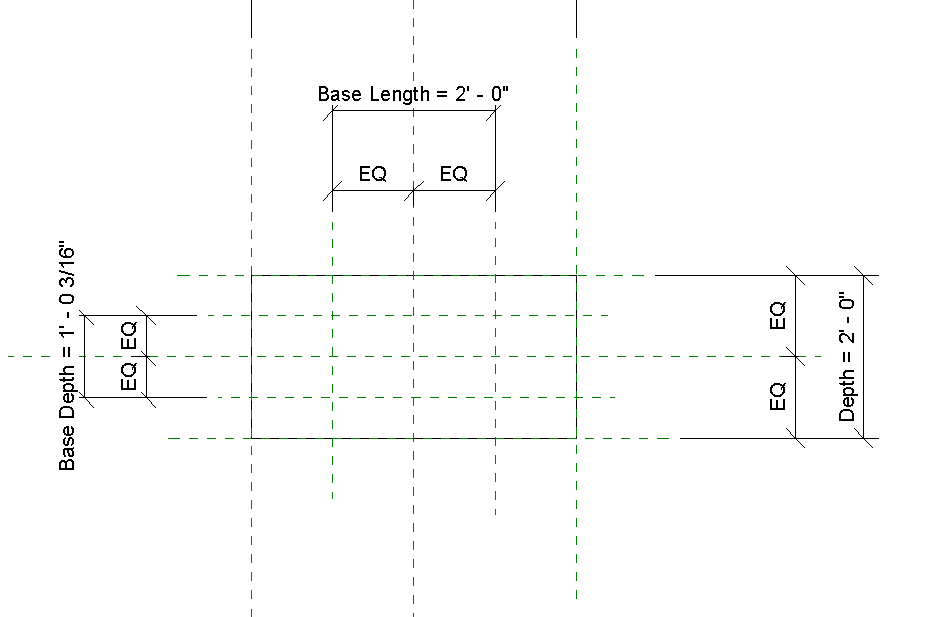 Base Length = 2' - 0"
EQ
EQ
Base Depth = 1' - 0 3/16"
EQ
EQ
EQ
EQ
Depth = 2' - 0"